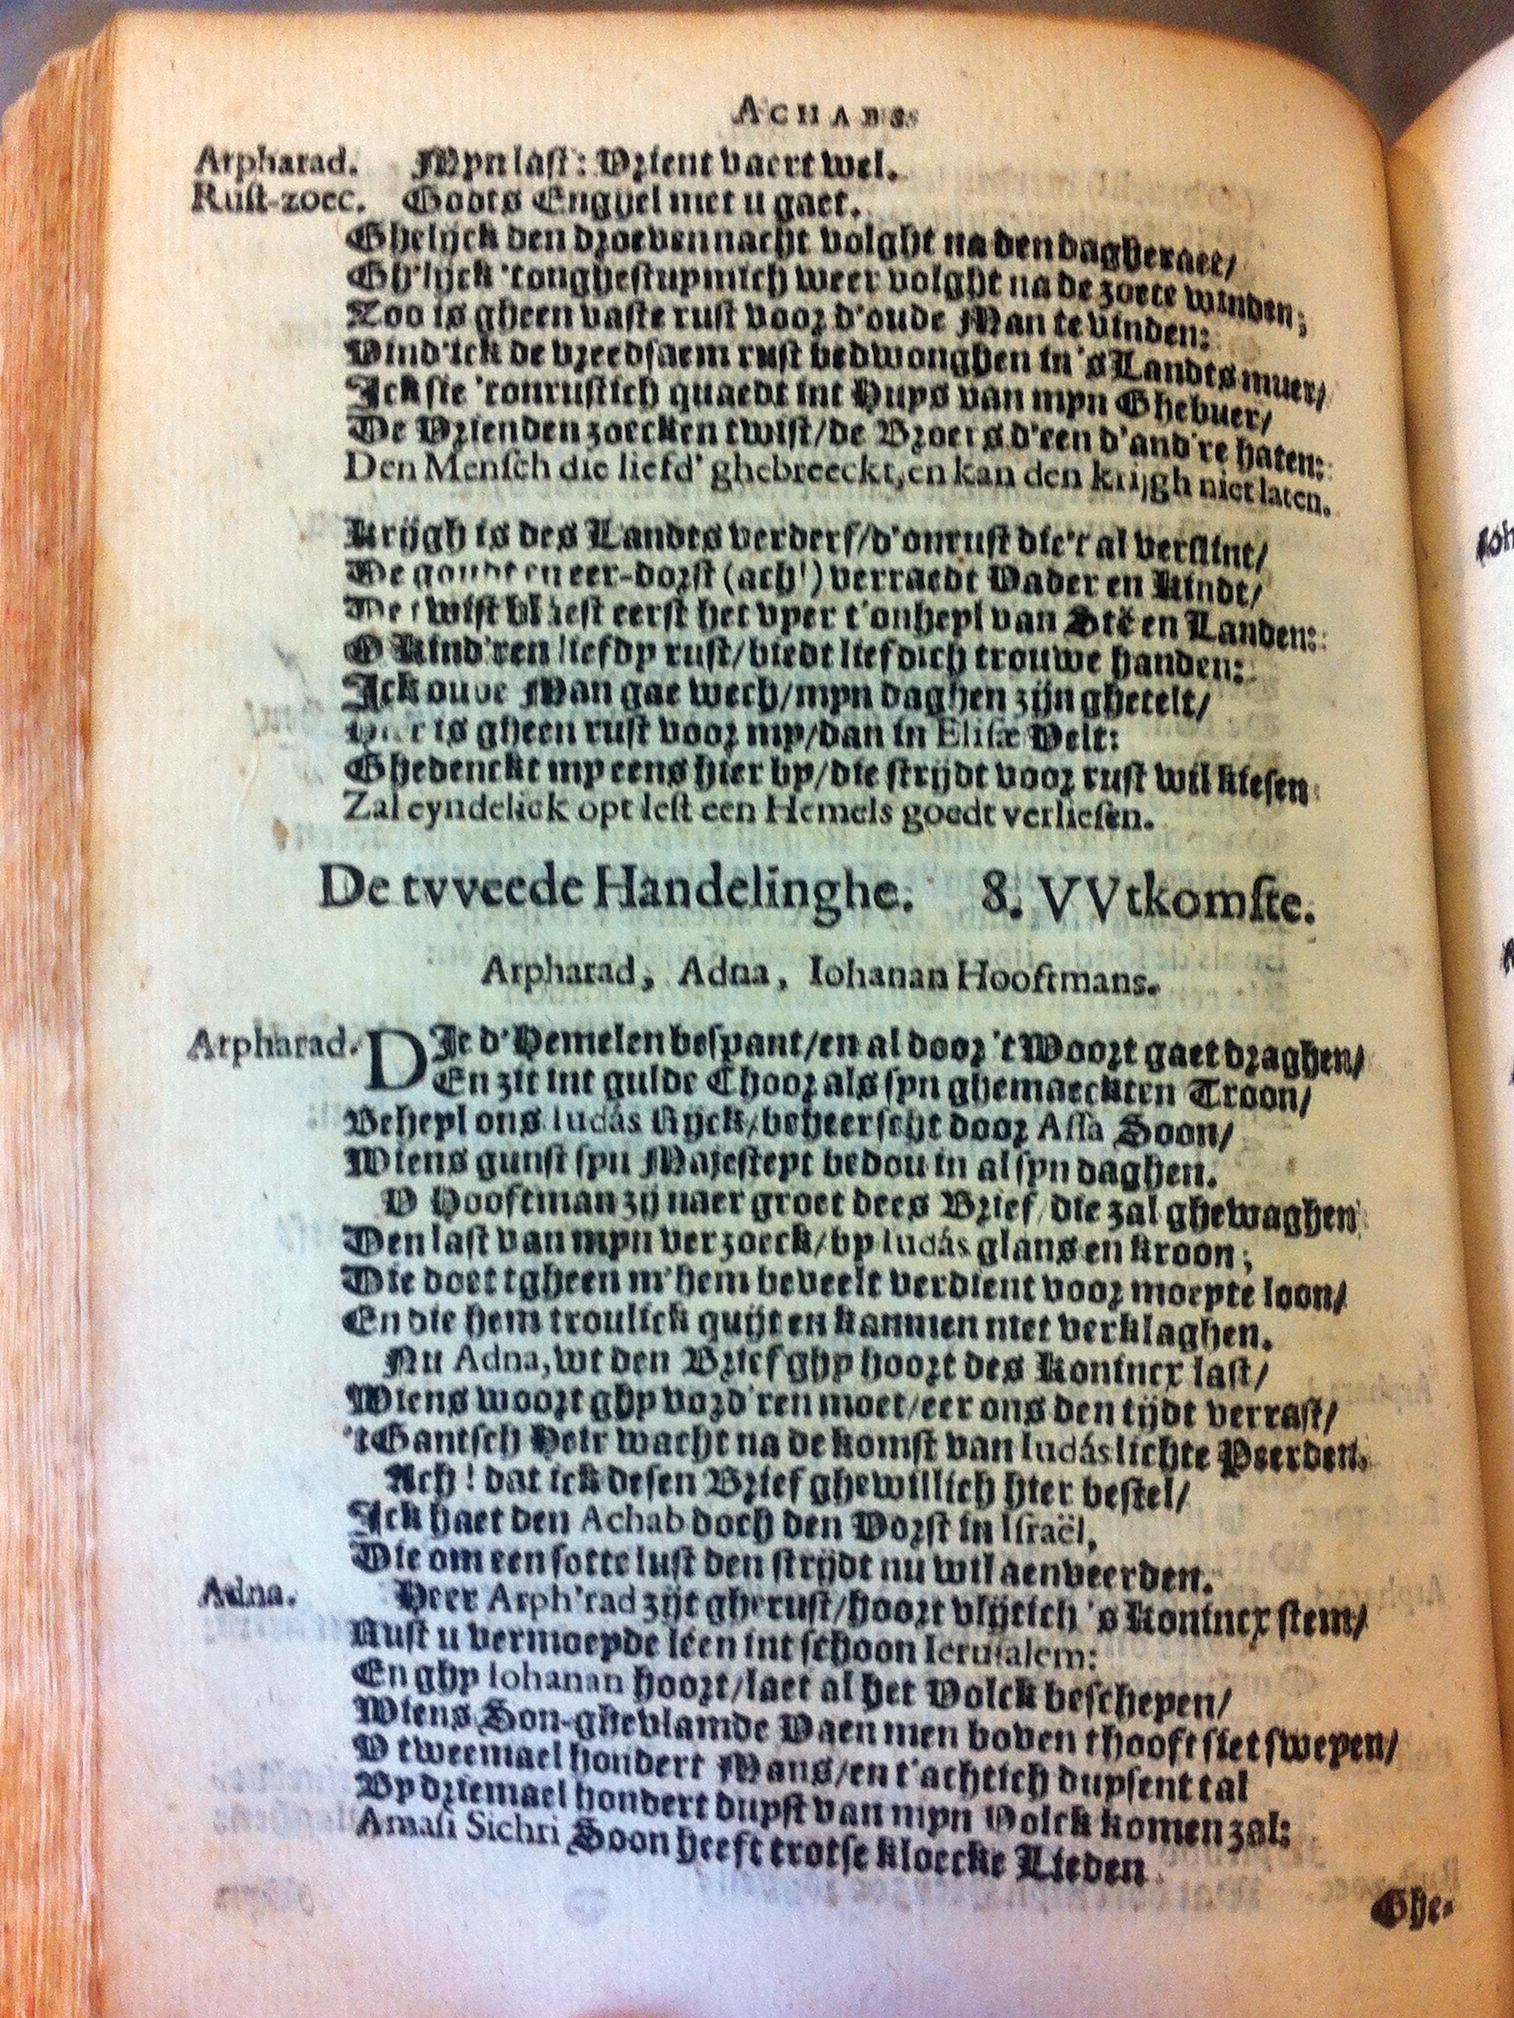 ACHABS
Arpharad. Mijn last: Vrient vaert wel.
Rust-zoec. Godts Enghel met u gaet.
Ghelijck den droeven nacht volght na den dagheraet/
Gh'lijck 'tonghestuymich weer volght na de zoete winden;
Zoo is gheen vaste rust voor d'oude Man te vinden:
Vind'ick de vreedsaem rust bedwonghen in 's Landts muer/
Ick sie 'tonrustich quaedt int Huys van myn Ghebuer/
De Vrienden zoecken twist/de Broers d'een d'and're haten:
Den Mensch die liefd' ghebreeckt, en kan den krijgh niet laten.
Krijgh is des Landts verderf/d'onrust die't al verslint/
De goudt en eer-dorst (ach!) verraedt Vader en Kindt/
De twist blaest eerst het vyer t'onheyl van Stë en Landen:
O Kind'ren liefdy rust/biedt liefdich trouwe handen:
Ick oude Man gae wech/myn daghen zijn ghetelt/
Hier is gheen rust voor my/dan in Elisæ Velt:
Ghedenckt my eens hier by/die strijdt voor rust wil kiesen
Zal eyndelick opt lest een Hemels goedt verliesen.
De tvveede Handelinghe. 8. VVtkomste.
Arpharad, Adna, Iohanan Hooftmans.
Arpharad. DIe d'Hemelen bespant/en al door 't Woort gaet draghen/
En zit int gulde Choor als syn ghemaeckten Troon/
Beheyl ons Iudás Rijck/beheerscht door Assà Soon/
Wiens gunst syn Majesteyt bedou in al syn daghen.
V Hooftman zy naer groet dees Brief/die zal ghewaghen
Den last van myn verzoeck/by Iudás glans en kroon;
Die doet tgheen m'hem beveelt verdient voor moeyte loon/
En die hem troulick quijt en kanmen niet verklaghen.
Nu Adna, wt den Brief ghy hoort des Konincx last/
Wiens woort ghy vord'ren moet/eer ons den tijdt verrast/
't Gantsch Heir wacht na de komst van Iudás lichte Peerden.
Ach! dat ick desen Brief ghewillich hier bestel/
Ick haet den Achab doch den Vorst in Israël,
Die om een sotte lust den strijdt nu wil aenveerden.
Adna. Heer Arph'rad zijt gherust/hoort vlijtich 's Konincx stem/
Rust u vermoeyde léen int schoon Ierusalem:
En ghy Iohanan hoort/laet al het Volck bescheyen/
Wiens Son-ghevlamde Vaen men boven thooft siet sweyen/
V tweemael hondert Mans/en t'achtich duysent tal
By driemael hondert duyst van myn Volck komen zal:
Amasi Sichri Soon heeft trotse kloecke Lieden
Ghe-